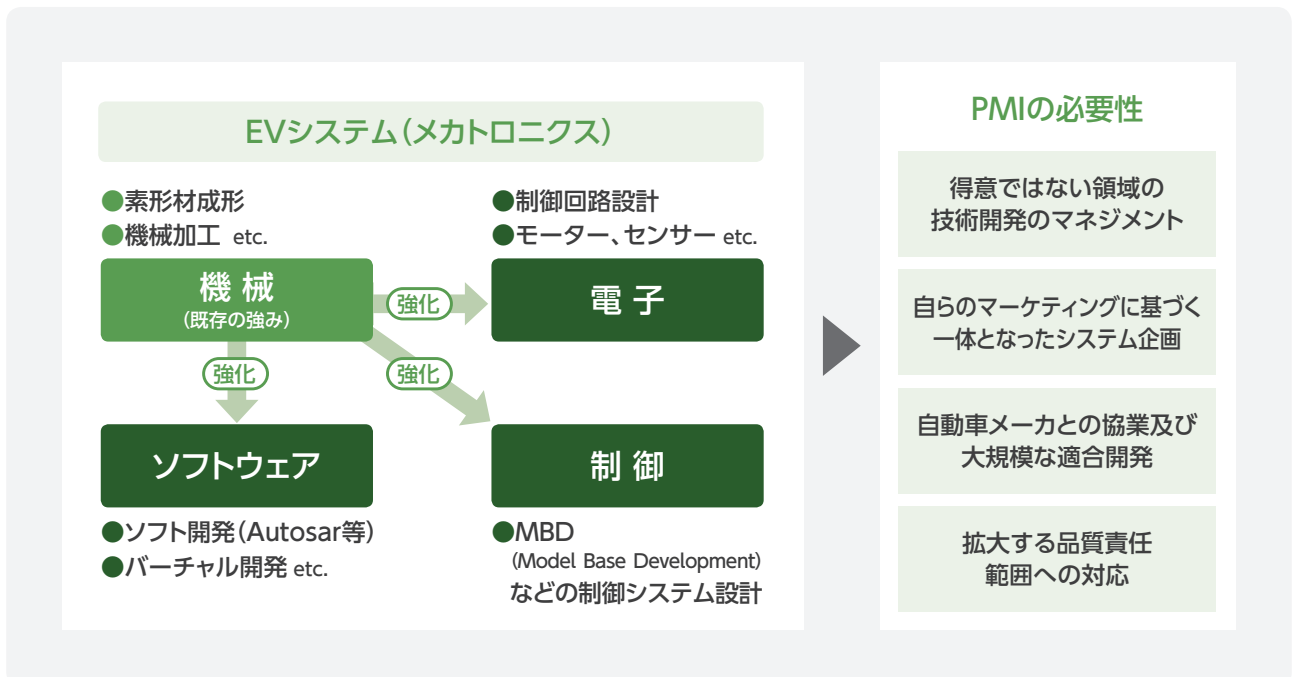 EVシステム(メカトロニクス)
●素形材成形
●機械加工 etc.
機 械
(既存の強み)
強化
●制御回路設計
●モーター、センサー etc.
電 子
強化
強化
ソフトウェア
●ソフト開発(Autosar等)
●バーチャル開発 etc.
制 御
●MBD
(Model Base Development)
などの制御システム設計
PMIの必要性
得意ではない領域の
技術開発のマネジメント
自らのマーケティングに基づく
一体となったシステム企画
自動車メーカとの協業及び
大規模な適合開発
拡大する品質責任
範囲への対応